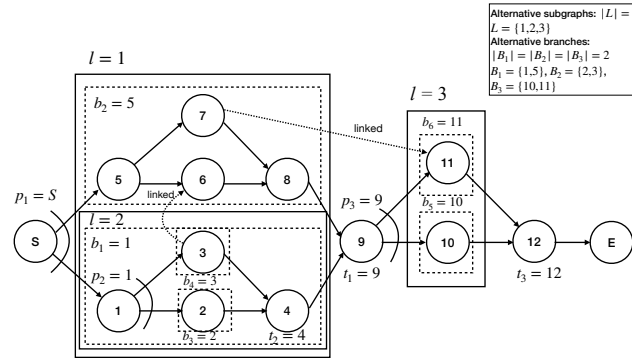 Alternative subgraphs: |L| =
L = {1,2,3}
Alternative branches:
|B₁| = |B₂| = |B₃| = 2
B₁ = {1,5}, B₂ = {2,3},
B₃ = {10,11}
l = 1
b₂ = 5
7
linked
l = 3
b₆ = 11
11
5
6
8
linked
p₁ = S
p₃ = 9
b₅ = 10
l = 2
S
b₁ = 1
3
9
10
12
E
p₂ = 1
b₄ = 3
t₁ = 9
t₃ = 12
1
2
4
b₃ = 2
t₂ = 4